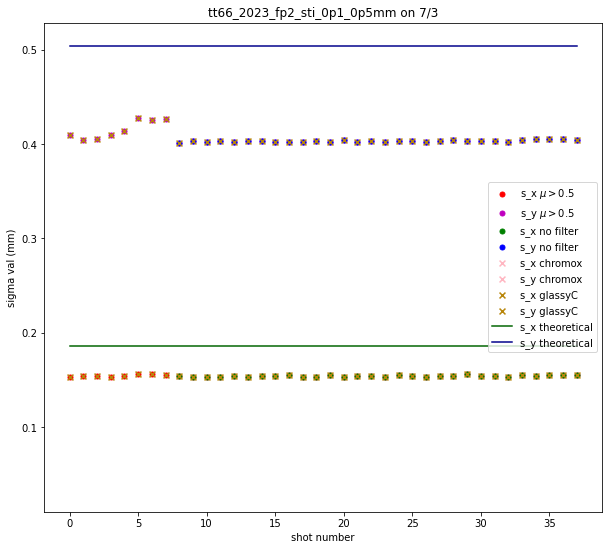 tt66_2023_fp2_sti_0p1_0p5mm on 7/3
sigma val (mm)
0.5
0.4
0.3
0.2
0.1
s_x μ > 0.5
s_y μ > 0.5
s_x no filter
s_y no filter
s_x chromox
s_y chromox
s_x glassyC
s_y glassyC
s_x theoretical
s_y theoretical
0 5 10 15 20 25 30 35
shot number